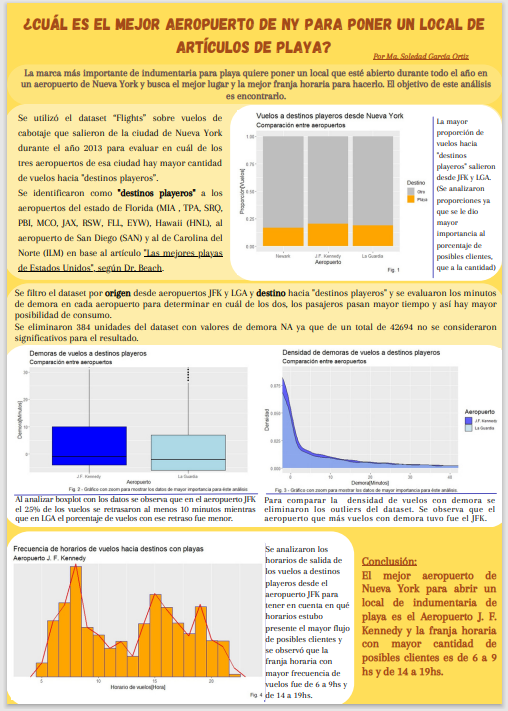 ¿CUÁL ES EL MEJOR AEROPUERTO DE NY PARA PONER UN LOCAL DE
ARTÍCULOS DE PLAYA?
Por Ma. Soledad García Ortiz
La marca más importante de indumentaria para playa quiere poner un local que esté abierto durante todo el año en
un aeropuerto de Nueva York y busca el mejor lugar y la mejor franja horaria para hacerlo. El objetivo de este análisis
es encontrarlo.
Se utilizó el dataset "Flights" sobre vuelos de
cabotaje que salieron de la ciudad de Nueva York
durante el año 2013 para evaluar en cuál de los
tres aeropuertos de esa ciudad hay mayor cantidad
de vuelos hacia "destinos playeros".
Se identificaron como "destinos playeros" a los
aeropuertos del estado de Florida (MIA , TPA, SRQ,
PBI, MCO, JAX, RSW, FLL, EYW), Hawaii (HNL), al
aeropuerto de San Diego (SAN) y al de Carolina del
Norte (ILM) en base al artículo "Las mejores playas
de Estados Unidos", según Dr. Beach.
Vuelos a destinos playeros desde Nueva York
Comparación entre aeropuertos
Proporción[Vuelos]
1.00
0.75
0.50
0.25
0.00
Newark
J.F. Kennedy
La Guardia
Aeropuerto
Destino
Otro
Playa
Fig. 1
La mayor
proporción de
vuelos hacia
"destinos
playeros" salieron
desde JFK y LGA.
(Se analizaron
proporciones ya
que se le dio
mayor
importancia al
porcentaje de
posibles clientes,
que a la cantidad)
Se filtro el dataset por origen desde aeropuertos JFK y LGA y destino hacia "destinos playeros" y se evaluaron los minutos
de demora en cada aeropuerto para determinar en cuál de los dos, los pasajeros pasan mayor tiempo y así hay mayor
posibilidad de consumo.
Se eliminaron 384 unidades del dataset con valores de demora NA ya que de un total de 42694 no se consideraron
significativos para el resultado.
Demoras de vuelos a destinos playeros
Comparación entre aeropuertos
Demora[Minutos]
J.F. Kennedy
La Guardia
Aeropuerto
Fig. 2 - Gráfico con zoom para mostrar los datos de mayor importancia para éste análisis
Densidad de demoras de vuelos a destinos playeros
Comparación entre aeropuertos
Densidad
Demora[Minutos]
Aeropuerto
J.F. Kennedy
La Guardia
Fig. 3 - Gráfico con zoom para mostrar los datos de mayor importancia para éste análisis
Al analizar boxplot con los datos se observa que en el aeropuerto JFK
el 25% de los vuelos se retrasaron al menos 10 minutos mientras
que en LGA el porcentaje de vuelos con ese retraso fue menor.
Para comparar la densidad de vuelos con demora se
eliminaron los outliers del dataset. Se observa que el
aeropuerto que más vuelos con demora tuvo fue el JFK.
Frecuencia de horarios de vuelos hacia destinos con playas
Aeropuerto J. F. Kennedy
5
10
15
20
Horario de vuelos[Hora]
Fig. 4
Se analizaron los
horarios de salida de
los vuelos a destinos
playeros desde el
aeropuerto JFK para
tener en cuenta en qué
horarios estubo
presente el mayor flujo
de posibles clientes y
se observó que la
franja horaria con
mayor frecuencia de
vuelos fue de 6 a 9hs y
de 14 a 19hs.
Conclusión:
El mejor aeropuerto de
Nueva York para abrir un
local de indumentaria de
playa es el Aeropuerto J. F.
Kennedy y la franja horaria
con mayor cantidad de
posibles clientes es de 6 a 9
hs y de 14 a 19hs.